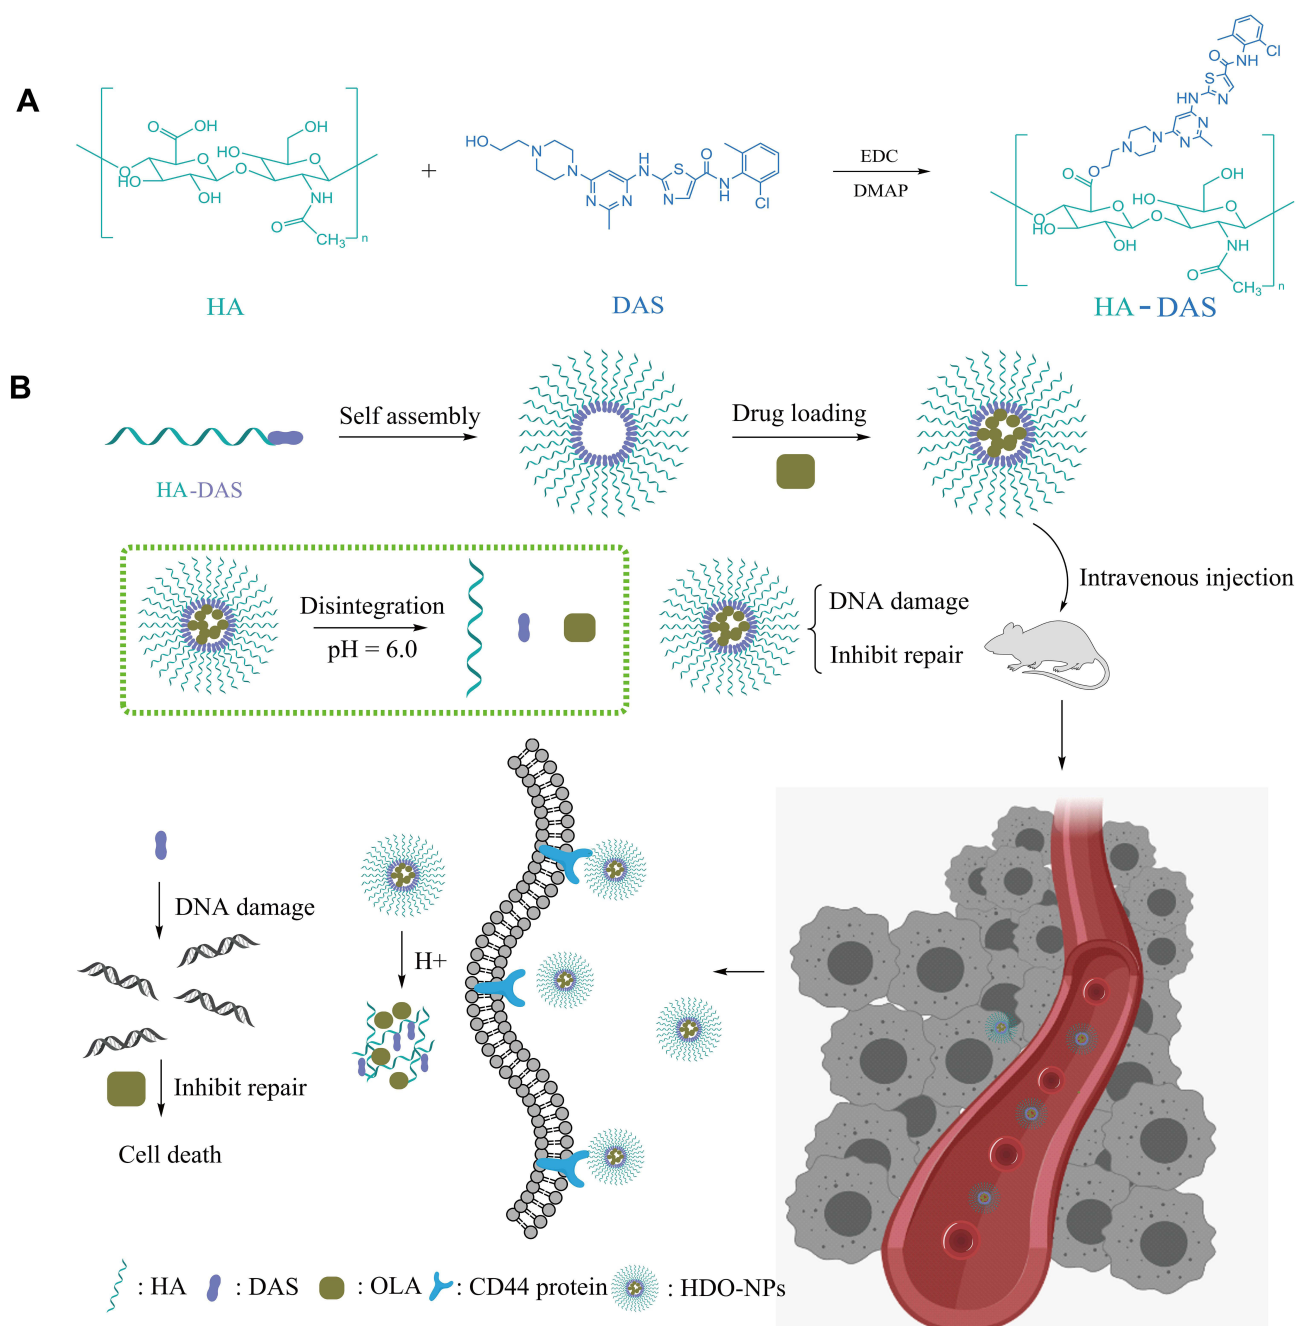 A
HA
+
DAS
EDC
DMAP
HA-DAS
O
OH
HO
O
OH
O
HO
O
OH
O
NH
O
CH₃
n
HO
N
N
N
N
H
N
S
N
O
N
H
Cl
Cl
O
NH
S
N
HN
N
N
N
N
O
O
HO
O
OH
O
HO
O
OH
O
NH
O
CH₃
n
B
HA-DAS
Self assembly
Drug loading
Intravenous injection
Disintegration
pH = 6.0
DNA damage
Inhibit repair
DNA damage
Inhibit repair
Cell death
H+
: HA
: DAS
: OLA
: CD44 protein
: HDO-NPs